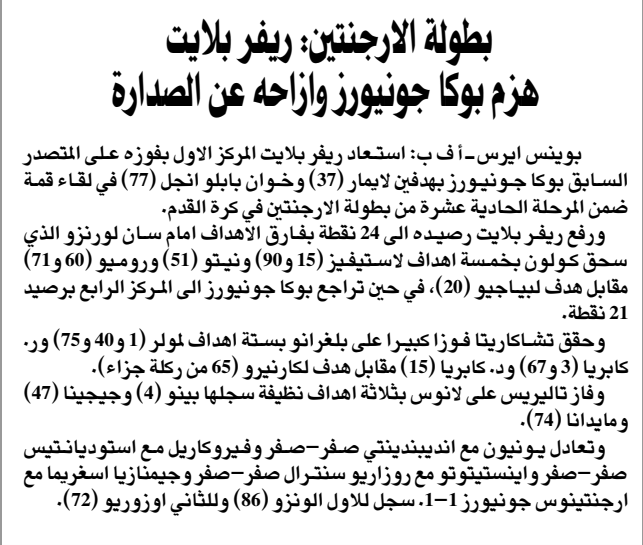 بطولة الارجنتين: ريفر بلايت
هزم بوكا جونيورز وازاحه عن الصدارة
بوينس ايرس ـ أ ف ب: استعاد ريفر بلايت المركز الاول بفوزه على المتصدر
السابق بوكا جونيورز بهدفين لايمار (37) وخوان بابلو انجل (77) في لقاء قمة
ضمن المرحلة الحادية عشرة من بطولة الارجنتين في كرة القدم.
ورفع ريفر بلايت رصيده الى 24 نقطة بفارق الاهداف امام سان لورنزو الذي
سحق كولون بخمسة اهداف لاستيفيز (15 و90) ونيتو (51) وروميو (60 و71)
مقابل هدف لبياجيو (20)، في حين تراجع بوكا جونيورز الى المركز الرابع برصيد
21 نقطة.
وحقق تشاكاريتا فوزا كبيرا على بلغرانو بستة اهداف لمولر (1 و40 و75) ور.
كابريا (3 و67) ود. كابريا (15) مقابل هدف لكارنيرو (65 من ركلة جزاء).
وفاز تاليريس على لانوس بثلاثة اهداف نظيفة سجلها بينو (4) وجيجينا (47)
ومايدانا (74).
وتعادل يونيون مع انديبندينتي صفر–صفر وفيروكاريل مع استوديانتيس
صفر–صفر واينستيتوتو مع روزاريو سنترال صفر–صفر وجيمنازيا اسغريما مع
ارجنتينوس جونيورز 1–1. سجل للاول الونزو (86) وللثاني اوزوريو (72).